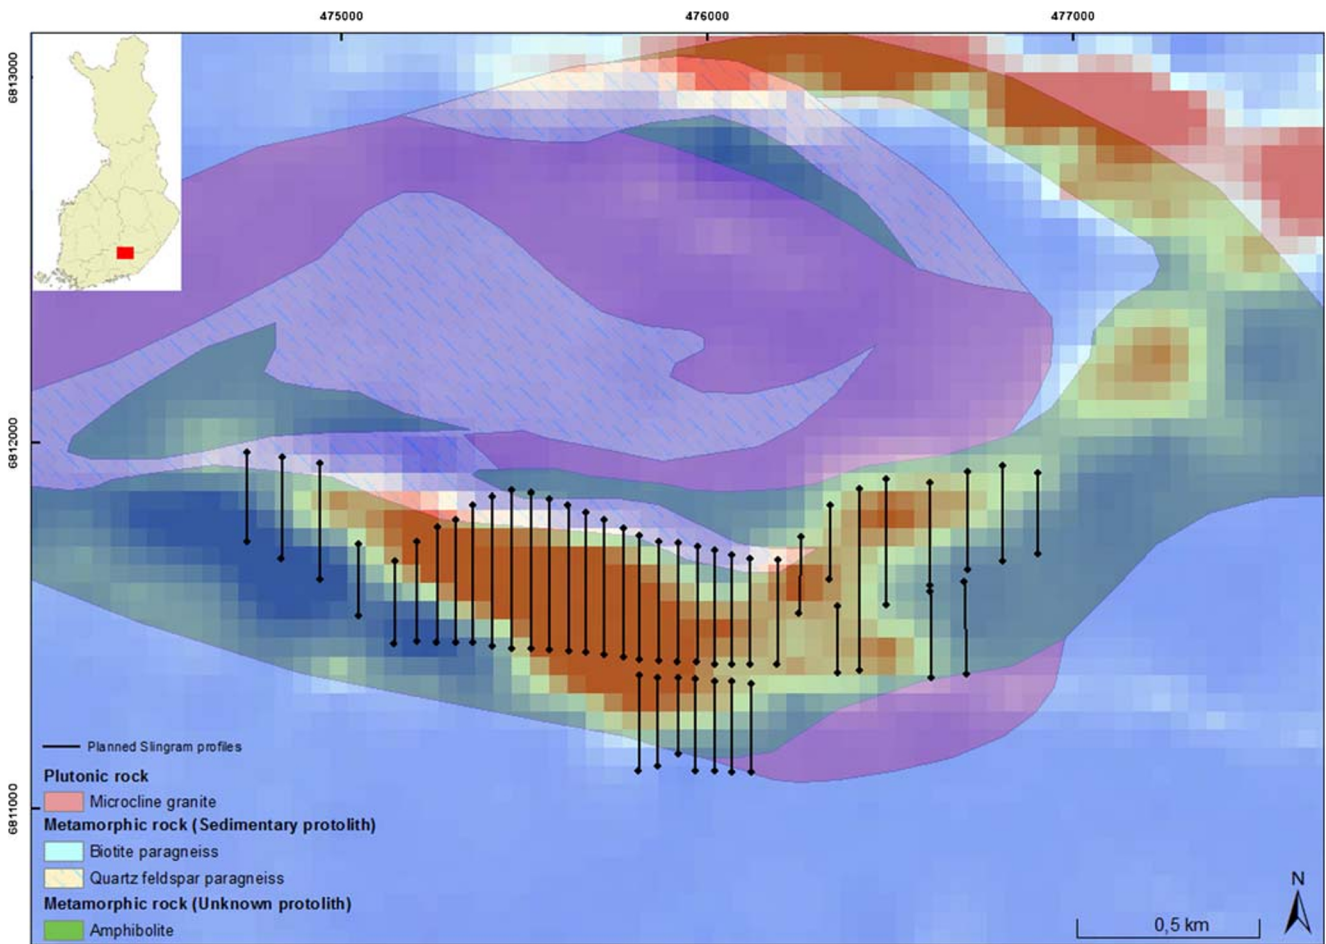 475000 476000 477000
6813000
6812000
6811000
Planned Slingram profiles
Plutonic rock
Microcline granite
Metamorphic rock (Sedimentary protolith)
Biotite paragneiss
Quartz feldspar paragneiss
Metamorphic rock (Unknown protolith)
Amphibolite
N
0,5 km